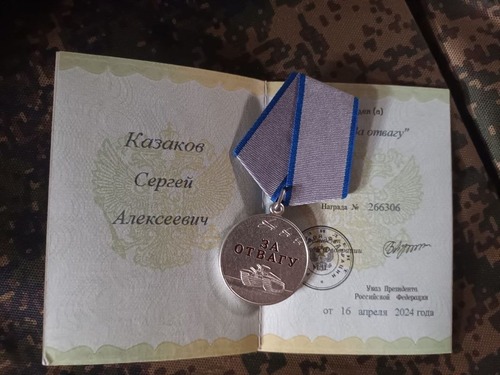 Казаков
Сергей
Алексеевич
ЗА
ОТВАГУ
отвагу"
Награда № 266306
Указ Президента
Российской Федерации
от 16 апреля 2024 года